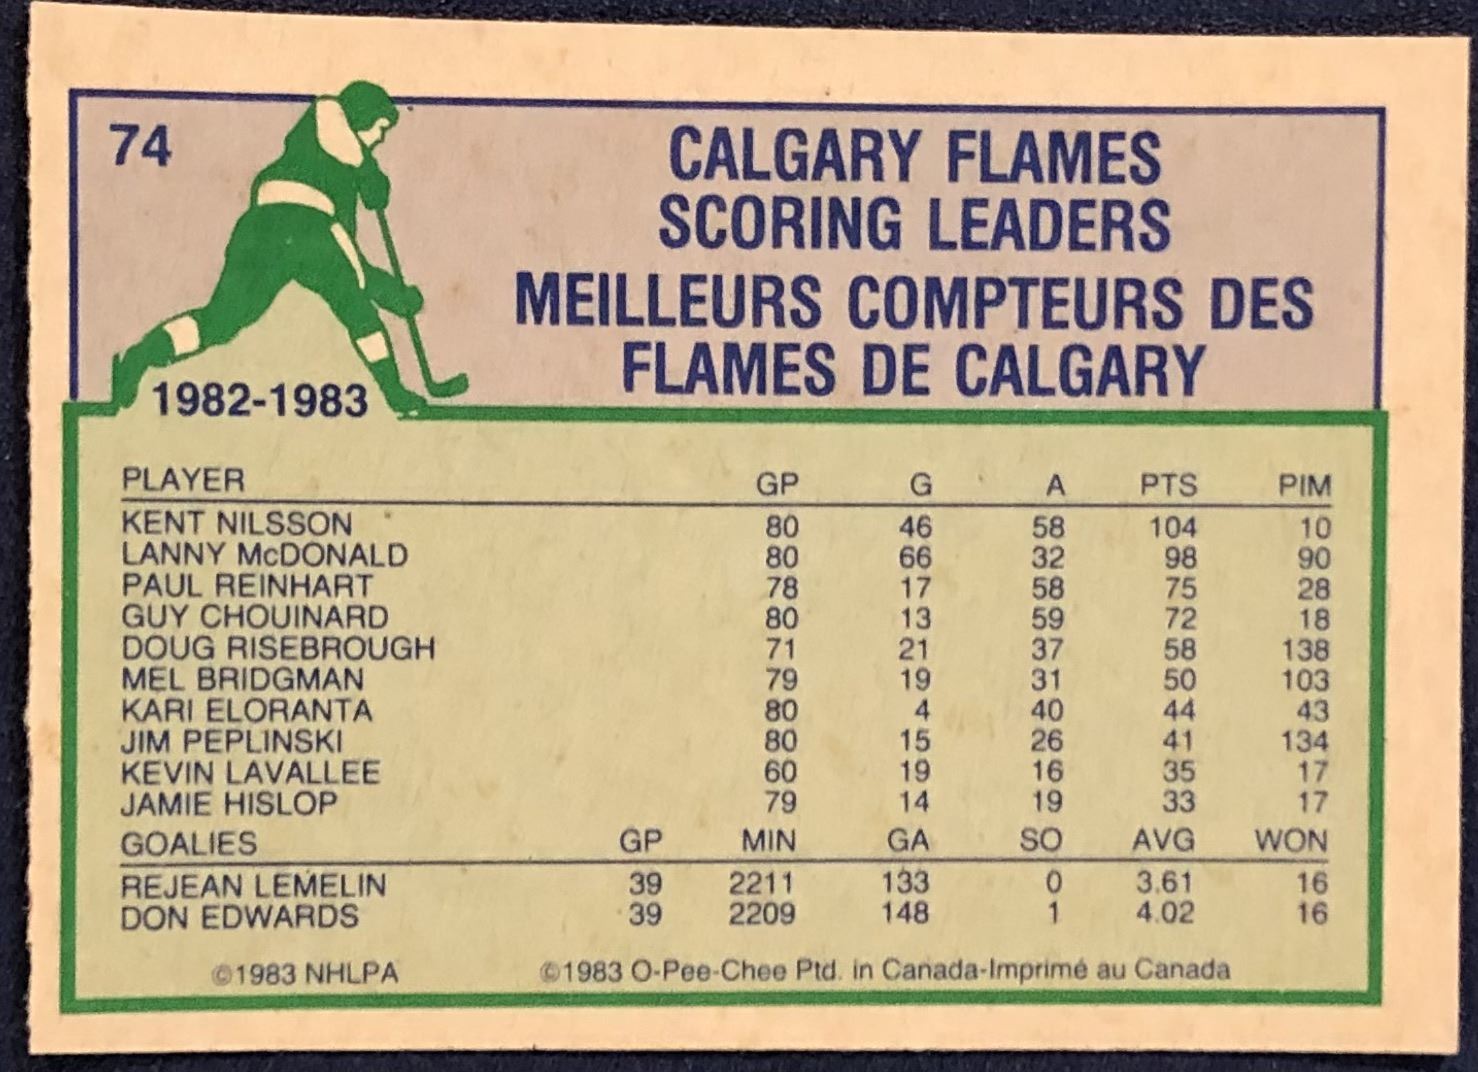 74
CALGARY FLAMES
SCORING LEADERS
MEILLEURS COMPTEURS DES
FLAMES DE CALGARY
1982-1983
PLAYER GP G A PTS PIM
KENT NILSSON 80 46 58 104 10
LANNY McDONALD 80 66 32 98 90
PAUL REINHART 78 17 58 75 28
GUY CHOUINARD 80 13 59 72 18
DOUG RISEBROUGH 71 21 37 58 138
MEL BRIDGMAN 79 19 31 50 103
KARI ELORANTA 80 4 40 44 43
JIM PEPLINSKI 80 15 26 41 134
KEVIN LAVALLEE 60 19 16 35 17
JAMIE HISLOP 79 14 19 33 17
GOALIES GP MIN GA SO AVG WON
REJEAN LEMELIN 39 2211 133 0 3.61 16
DON EDWARDS 39 2209 148 1 4.02 16
©1983 NHLPA ©1983 O-Pee-Chee Ptd. in Canada-Imprimé au Canada